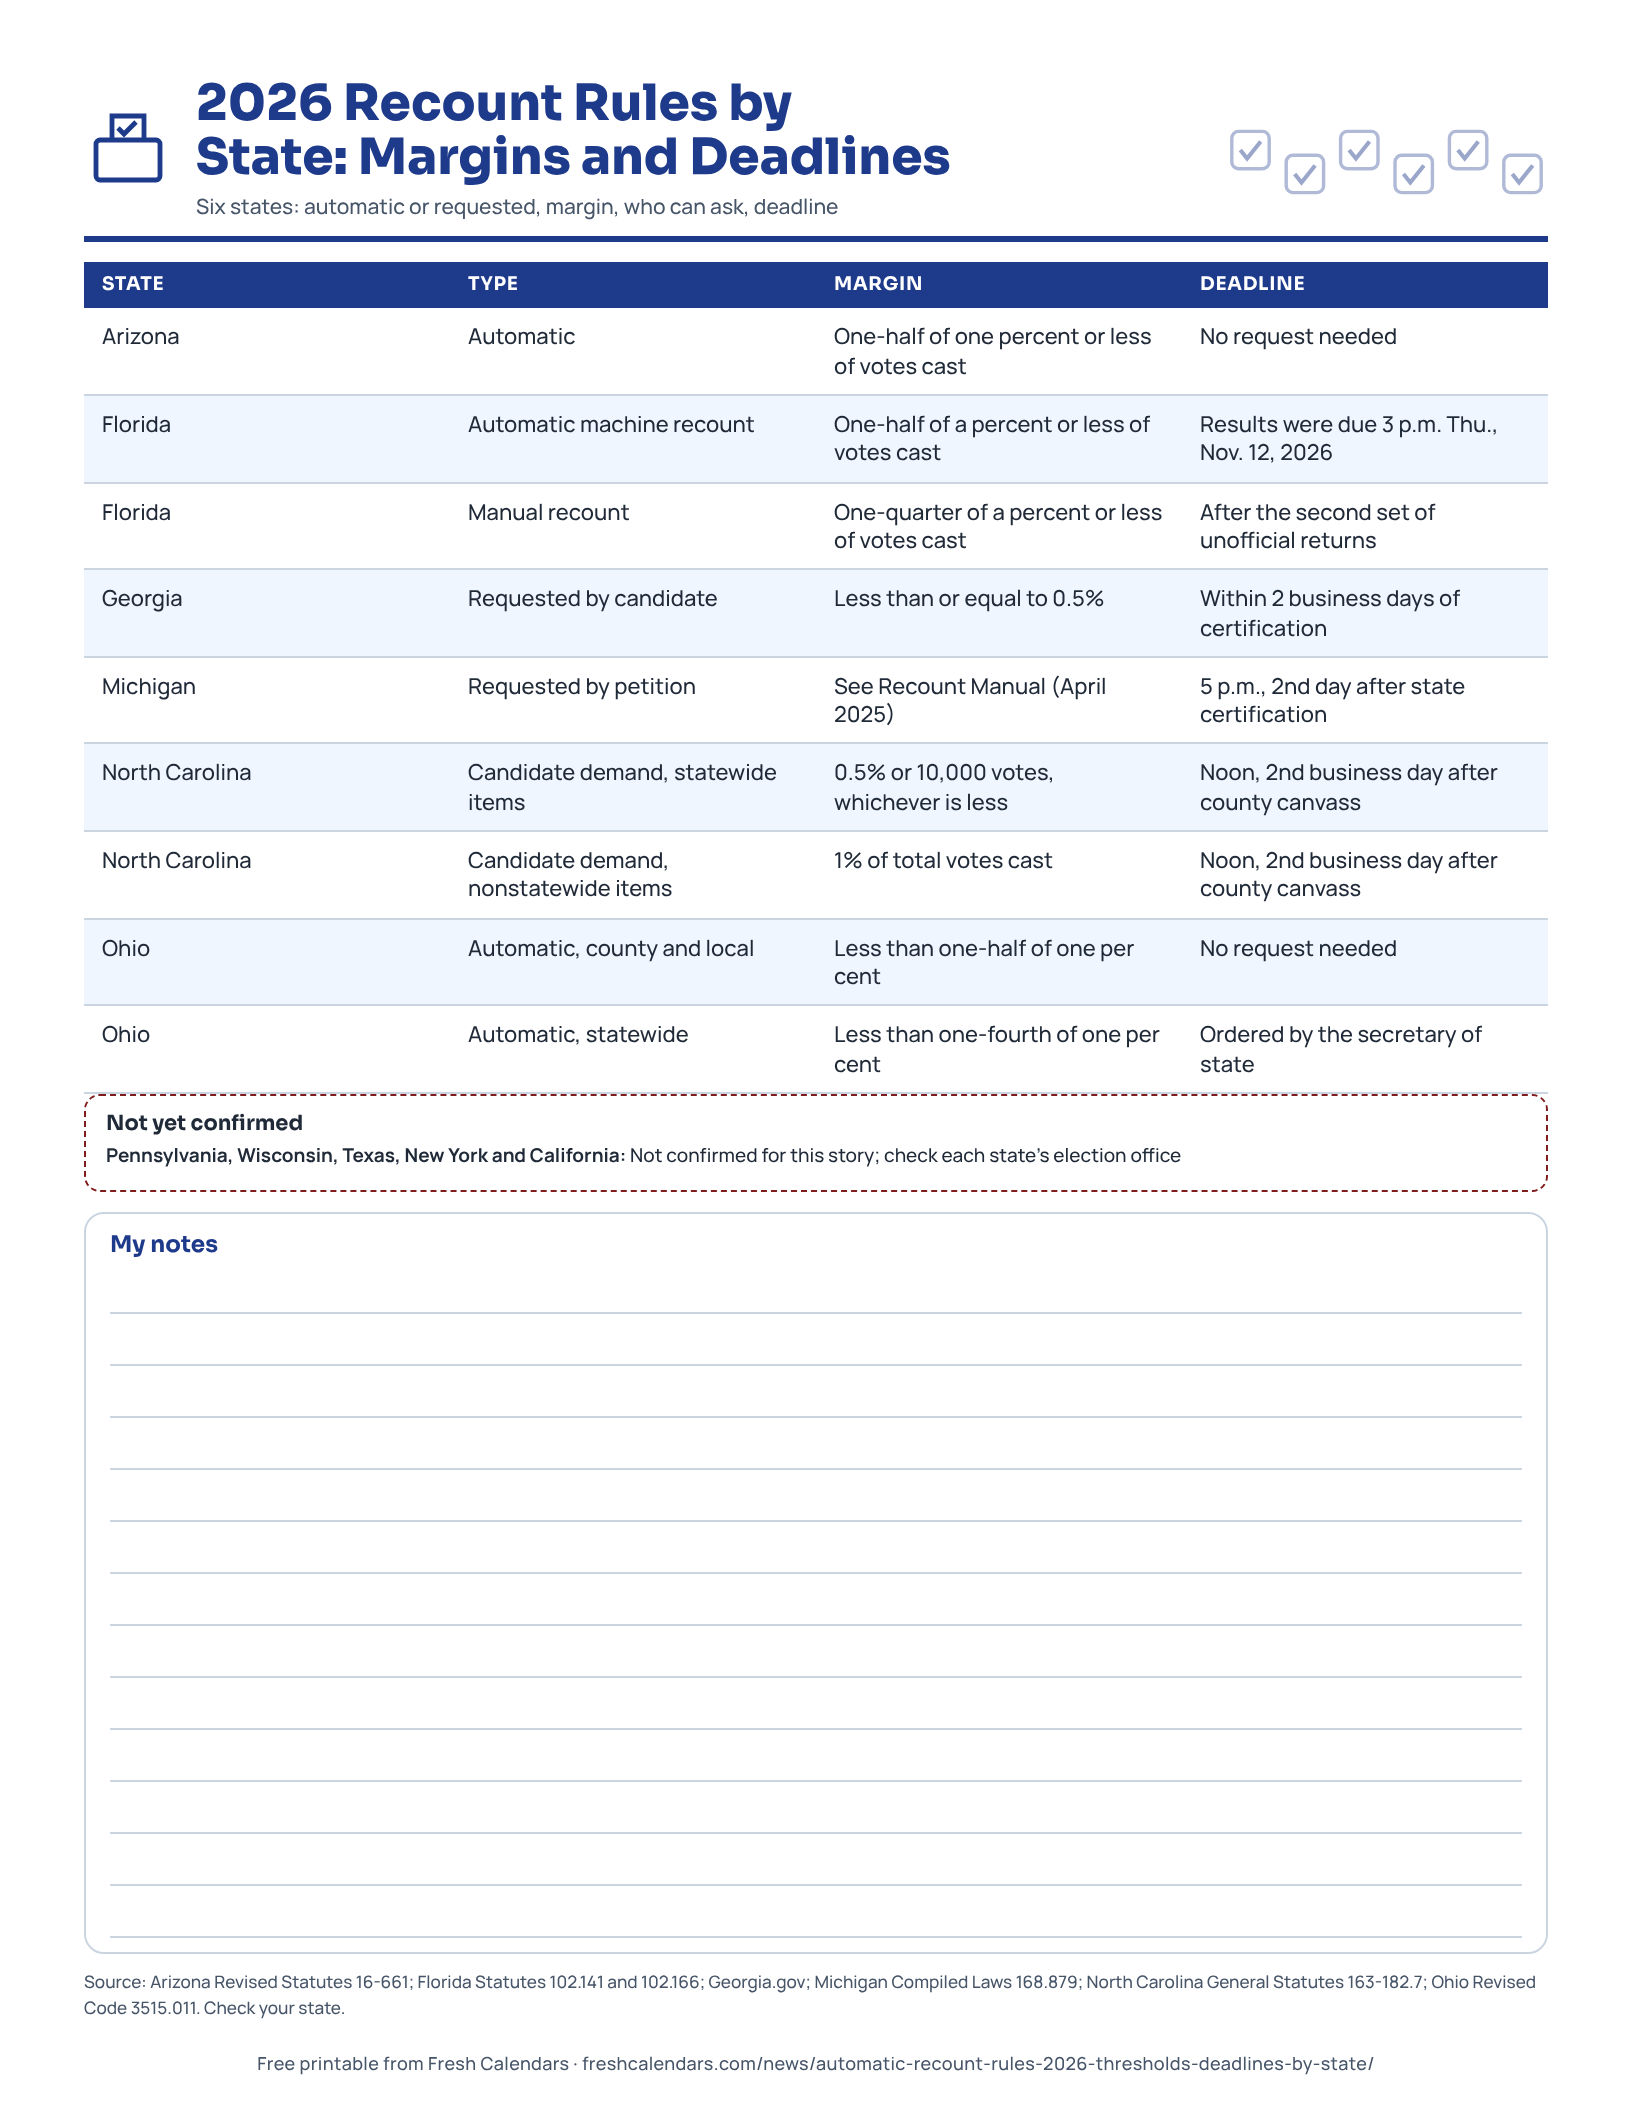 2026 Recount Rules by
State: Margins and Deadlines
Six states: automatic or requested, margin, who can ask, deadline
STATE TYPE MARGIN DEADLINE
Arizona Automatic One-half of one percent or less No request needed
of votes cast
Florida Automatic machine recount One-half of a percent or less of Results were due 3 p.m. Thu.,
votes cast Nov. 12, 2026
Florida Manual recount One-quarter of a percent or less After the second set of
of votes cast unofficial returns
Georgia Requested by candidate Less than or equal to 0.5% Within 2 business days of
certification
Michigan Requested by petition See Recount Manual (April 5 p.m., 2nd day after state
2025) certification
North Carolina Candidate demand, statewide 0.5% or 10,000 votes, Noon, 2nd business day after
items whichever is less county canvass
North Carolina Candidate demand, 1% of total votes cast Noon, 2nd business day after
nonstatewide items county canvass
Ohio Automatic, county and local Less than one-half of one per No request needed
cent
Ohio Automatic, statewide Less than one-fourth of one per Ordered by the secretary of
cent state
Not yet confirmed
Pennsylvania, Wisconsin, Texas, New York and California: Not confirmed for this story; check each state's election office
My notes
Source: Arizona Revised Statutes 16-661; Florida Statutes 102.141 and 102.166; Georgia.gov; Michigan Compiled Laws 168.879; North Carolina General Statutes 163-182.7; Ohio Revised
Code 3515.011. Check your state.
Free printable from Fresh Calendars · freshcalendars.com/news/automatic-recount-rules-2026-thresholds-deadlines-by-state/